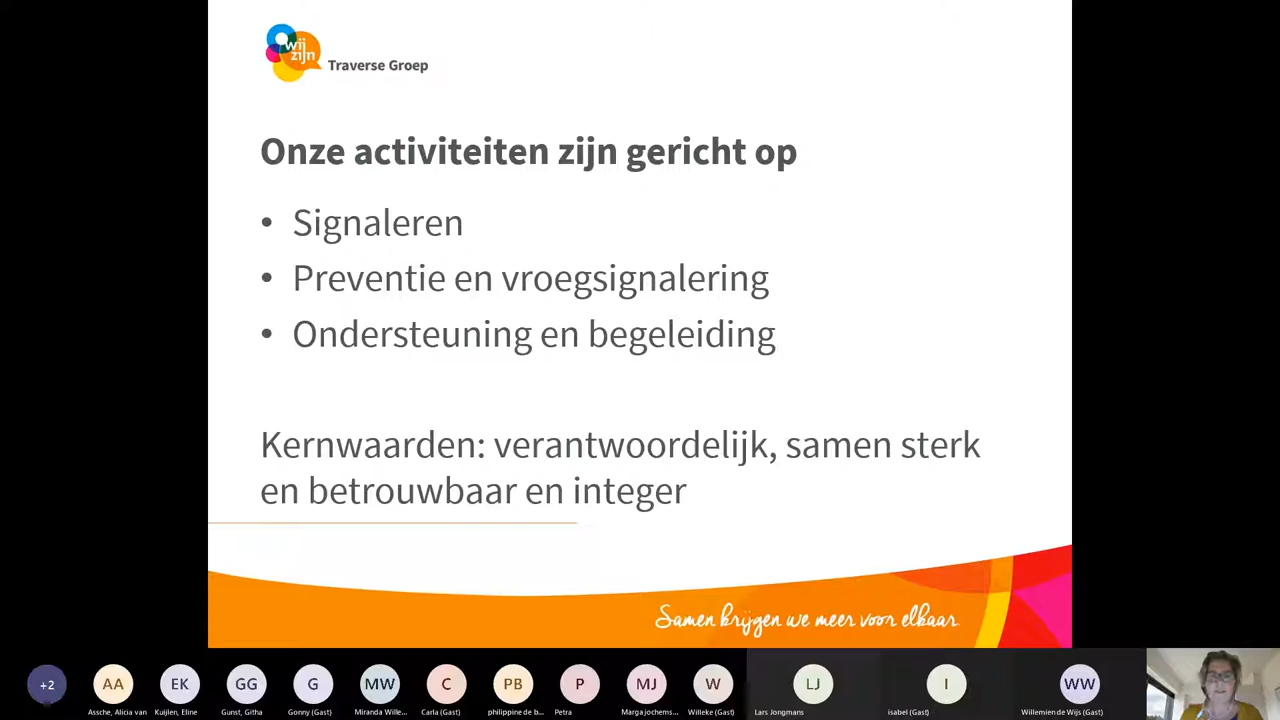 wij
zijn
Traverse Groep
Onze activiteiten zijn gericht op
• Signaleren
• Preventie en vroegsignalering
• Ondersteuning en begeleiding
Kernwaarden: verantwoordelijk, samen sterk
en betrouwbaar en integer
Samen krijgen we meer voor elkaar.
+2 AA EK GG G MW C PB P MJ W LJ I WW
Assche, Alicia van Kuijlen, Eline Gunst, Githa Gonny (Gast) Miranda Wille... Carla (Gast) philippine de b... Petra Marga jochems... Willeke (Gast) Lars Jongmans isabel (Gast) Willemien de Wijs (Gast)